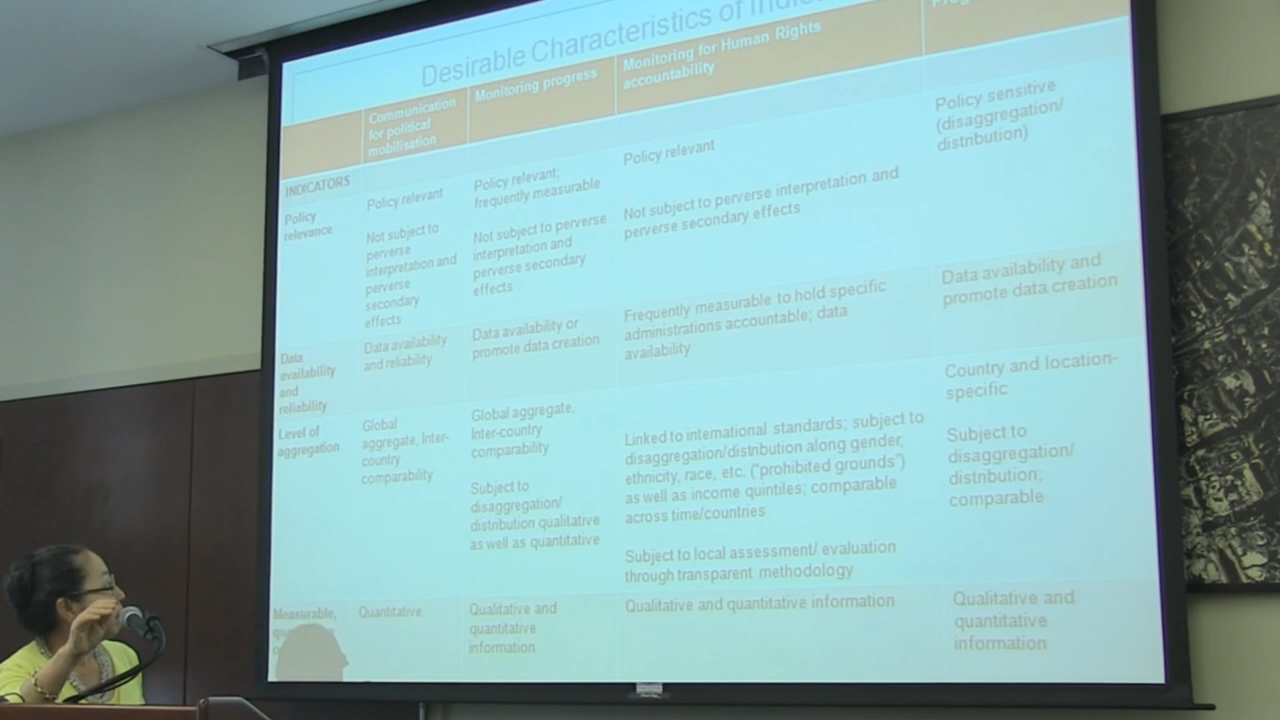 Desirable Characteristics of
Communication
for political
mobilisation
Monitoring progress
Monitoring for Human Rights
accountability
INDICATORS
Policy
relevance
Policy relevant
Not subject to
perverse
interpretation and
perverse
secondary
effects
Policy relevant,
frequently measurable
Not subject to perverse
interpretation and
perverse secondary
effects
Policy relevant
Not subject to perverse interpretation and
perverse secondary effects
Policy sensitive
(disaggregation/
distribution)
Data
availability
and
reliability
Data availability
and reliability
Data availability or
promote data creation
Frequently measurable to hold specific
administrations accountable; data
availability
Data availability and
promote data creation
Level of
aggregation
Global
aggregate, Inter-
country
comparability
Global aggregate,
Inter-country
comparability
Subject to
disaggregation/
distribution qualitative
as well as quantitative
Linked to international standards; subject to
disaggregation/distribution along gender,
ethnicity, race, etc. ("prohibited grounds")
as well as income quintiles; comparable
across time/countries
Subject to local assessment/ evaluation
through transparent methodology
Country and location-
specific
Subject to
disaggregation/
distribution;
comparable
Measurable,
Quantitative
Qualitative and
quantitative
information
Qualitative and quantitative information
Qualitative and
quantitative
information